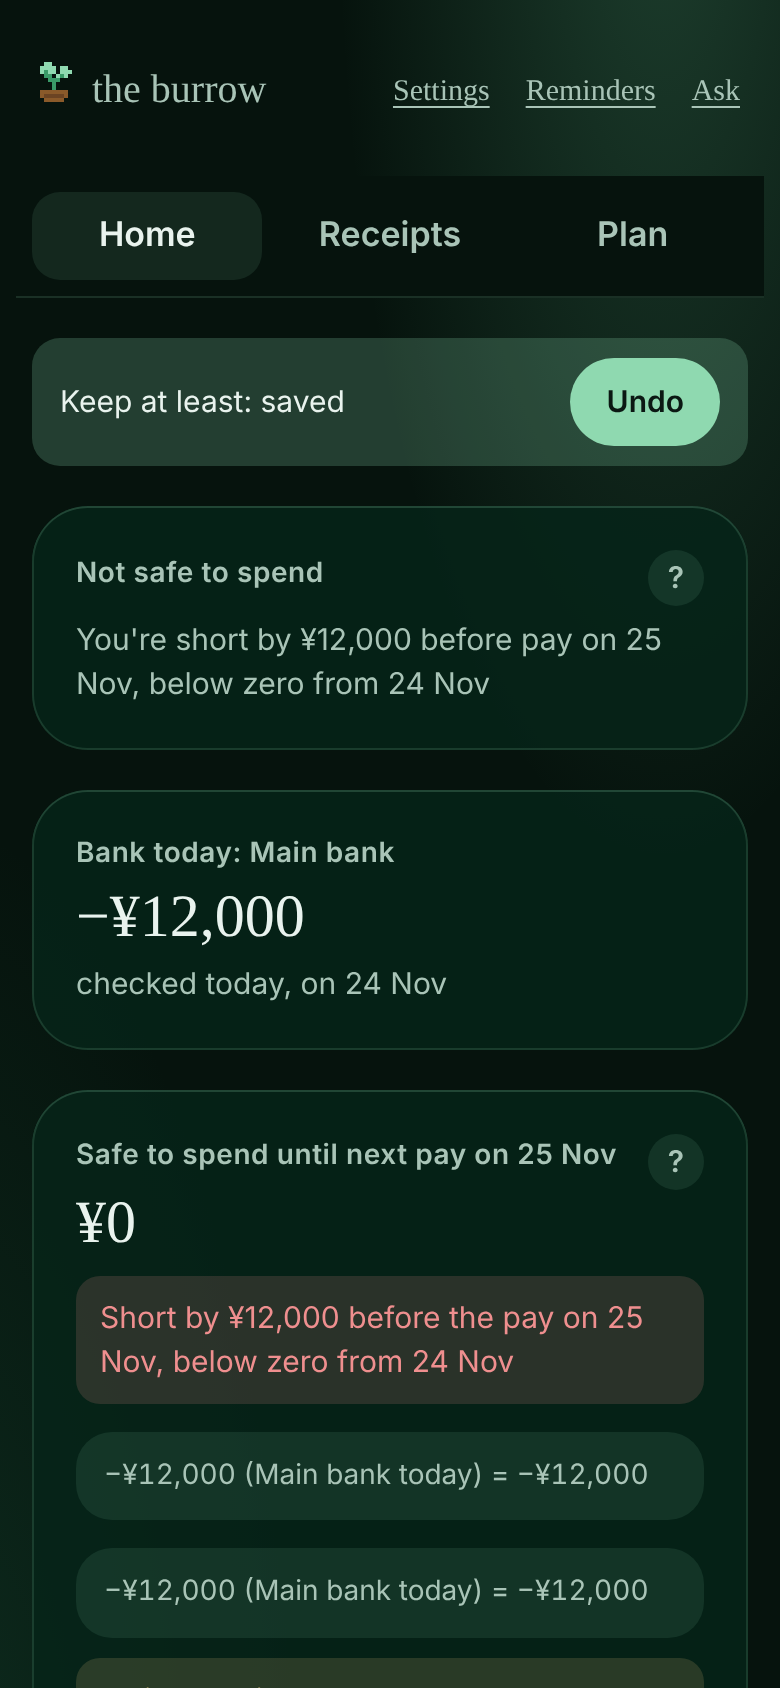 the burrow
Settings
Reminders
Ask
Home
Receipts
Plan
Keep at least: saved
Undo
Not safe to spend
?
You're short by ¥12,000 before pay on 25
Nov, below zero from 24 Nov
Bank today: Main bank
−¥12,000
checked today, on 24 Nov
Safe to spend until next pay on 25 Nov
?
¥0
Short by ¥12,000 before the pay on 25
Nov, below zero from 24 Nov
−¥12,000 (Main bank today) = −¥12,000
−¥12,000 (Main bank today) = −¥12,000